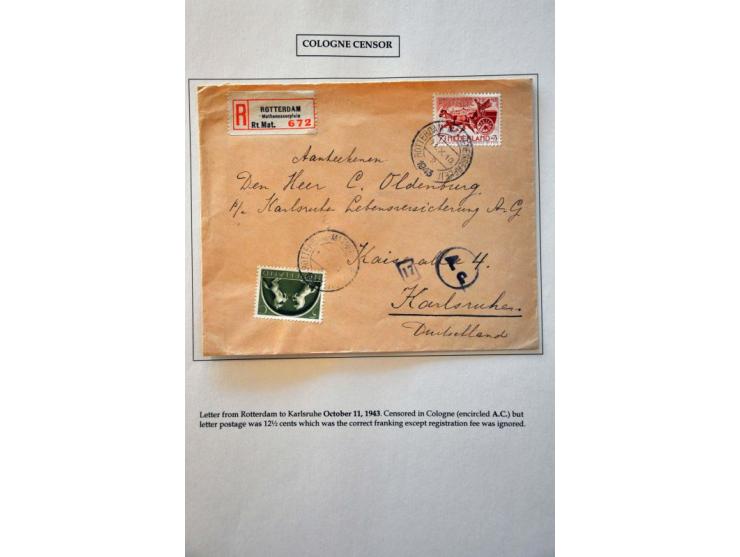 COLOGNE CENSOR
R
ROTTERDAM
Mathenesserplein
Rt.Mat. 672
NEDERLAND
1943
Aanteekenen
Den Heer C. Oldenburg.
p/a Karlsruhe Lebensversicherung A-G
17
4.
Karlsruhe.
Deutschland
Letter from Rotterdam to Karlsruhe October 11, 1943. Censored in Cologne (encircled A.C.) but
letter postage was 12½ cents which was the correct franking except registration fee was ignored.